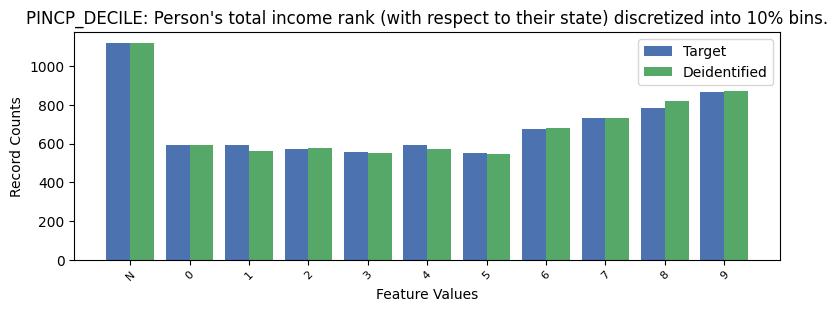 PINCP_DECILE: Person's total income rank (with respect to their state) discretized into 10% bins.
Target
Deidentified
Record Counts
1000
800
600
400
200
0
N 0 1 2 3 4 5 6 7 8 9
Feature Values